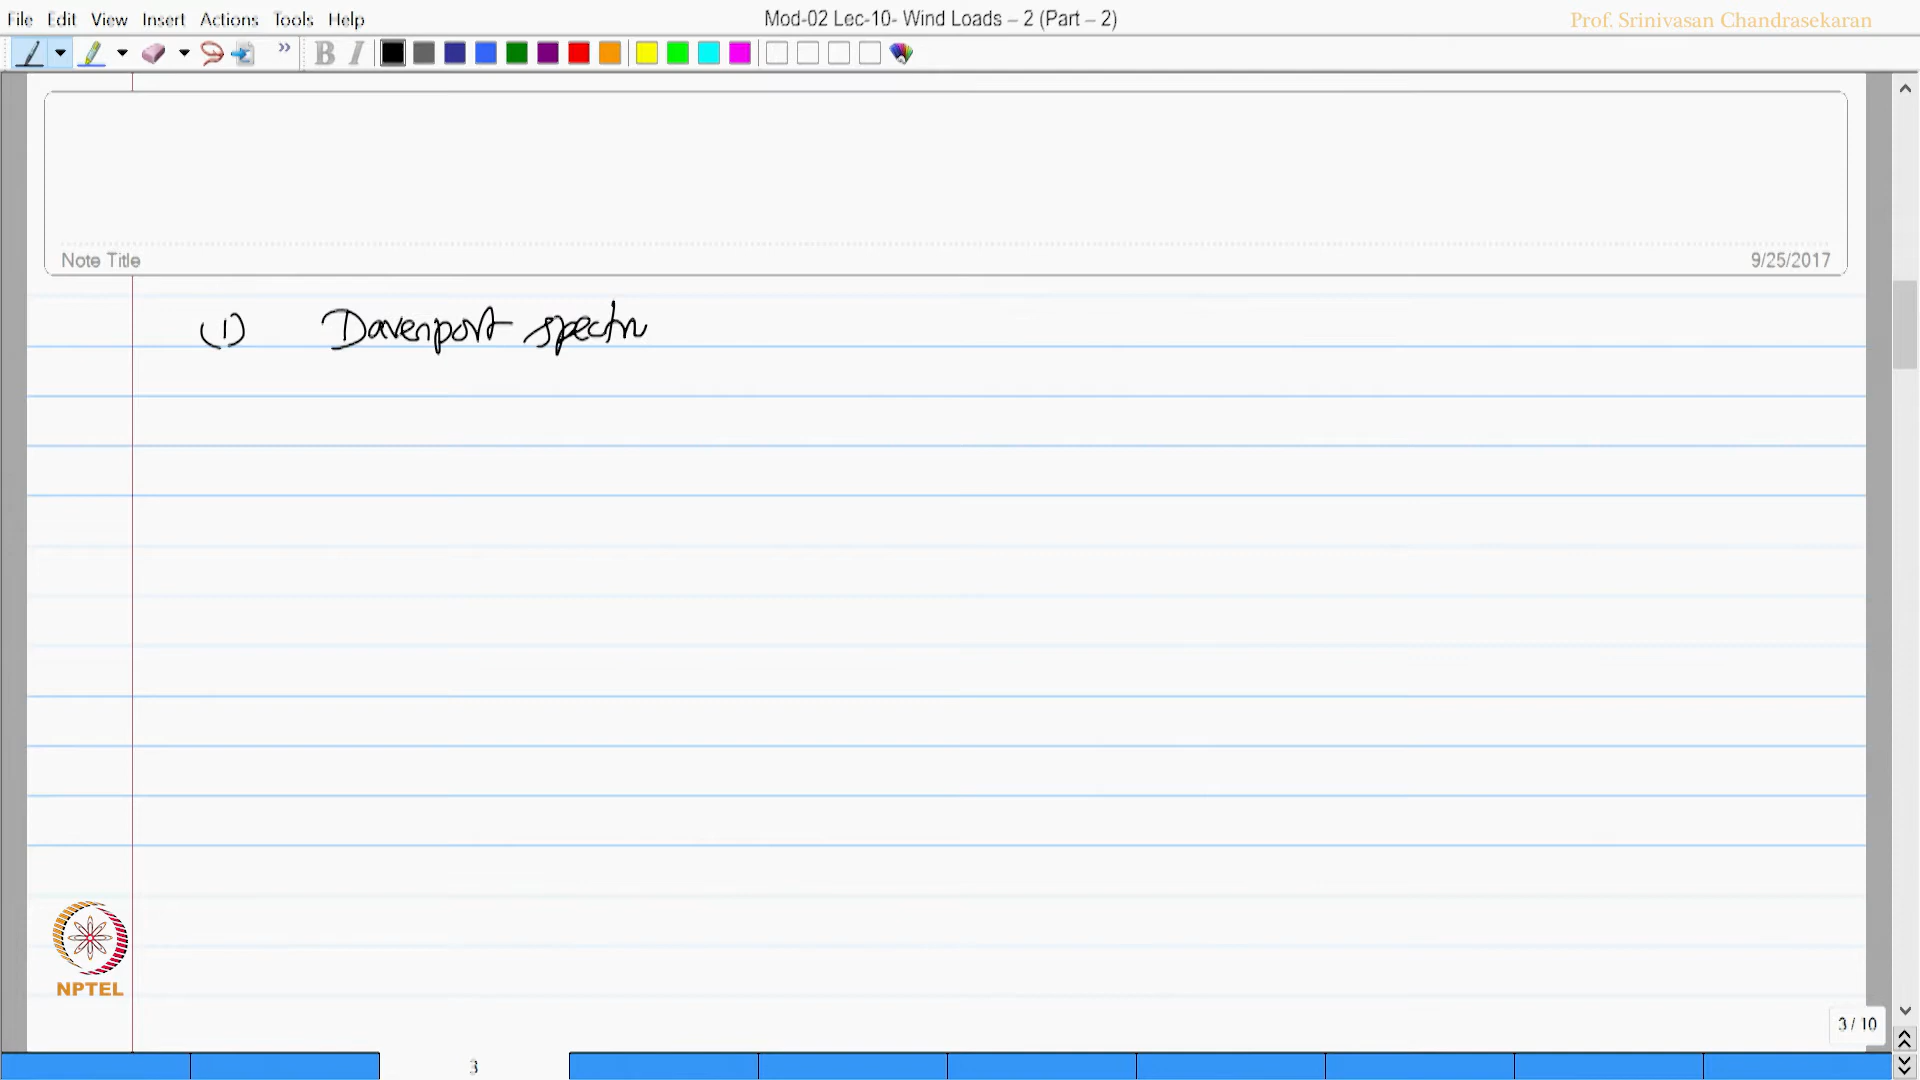 File Edit View Insert Actions Tools Help
Mod-02 Lec-10- Wind Loads – 2 (Part – 2)
Prof. Srinivasan Chandrasekaran
B I
Note Title
9/25/2017
(1) Davenport spectru
NPTEL
3 / 10
3